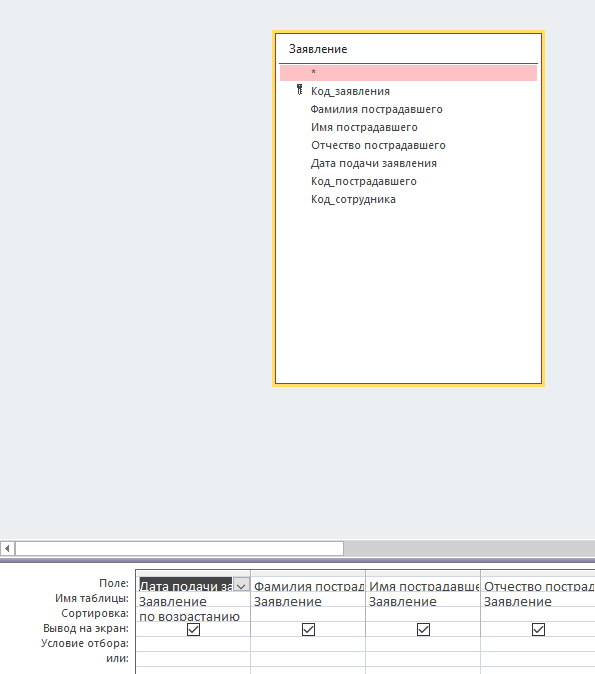 Заявление
*
Код_заявления
Фамилия пострадавшего
Имя пострадавшего
Отчество пострадавшего
Дата подачи заявления
Код_пострадавшего
Код_сотрудника
Поле: Дата подачи за Фамилия пострад Имя пострадавше Отчество пострад
Имя таблицы: Заявление Заявление Заявление Заявление
Сортировка: по возрастанию
Вывод на экран:
Условие отбора:
или: